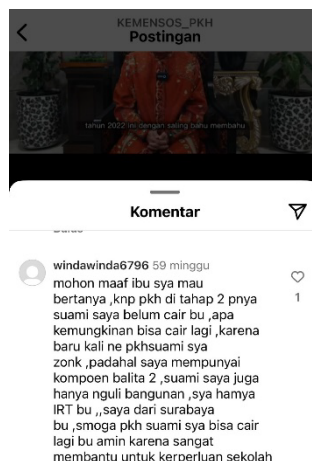 KEMENSOS_PKH
Postingan
tahun 2022 ini dengan saling bahu membahu
Komentar
windawinda6796 59 minggu
mohon maaf ibu sya mau
bertanya ,knp pkh di tahap 2 pnya
suami saya belum cair bu ,apa
kemungkinan bisa cair lagi ,karena
baru kali ne pkhsuami sya
zonk ,padahal saya mempunyai
kompoen balita 2 ,suami saya juga
hanya nguli bangunan ,sya hamya
IRT bu ,,saya dari surabaya
bu ,smoga pkh suami sya bisa cair
lagi bu amin karena sangat
membantu untuk kerperluan sekolah
1